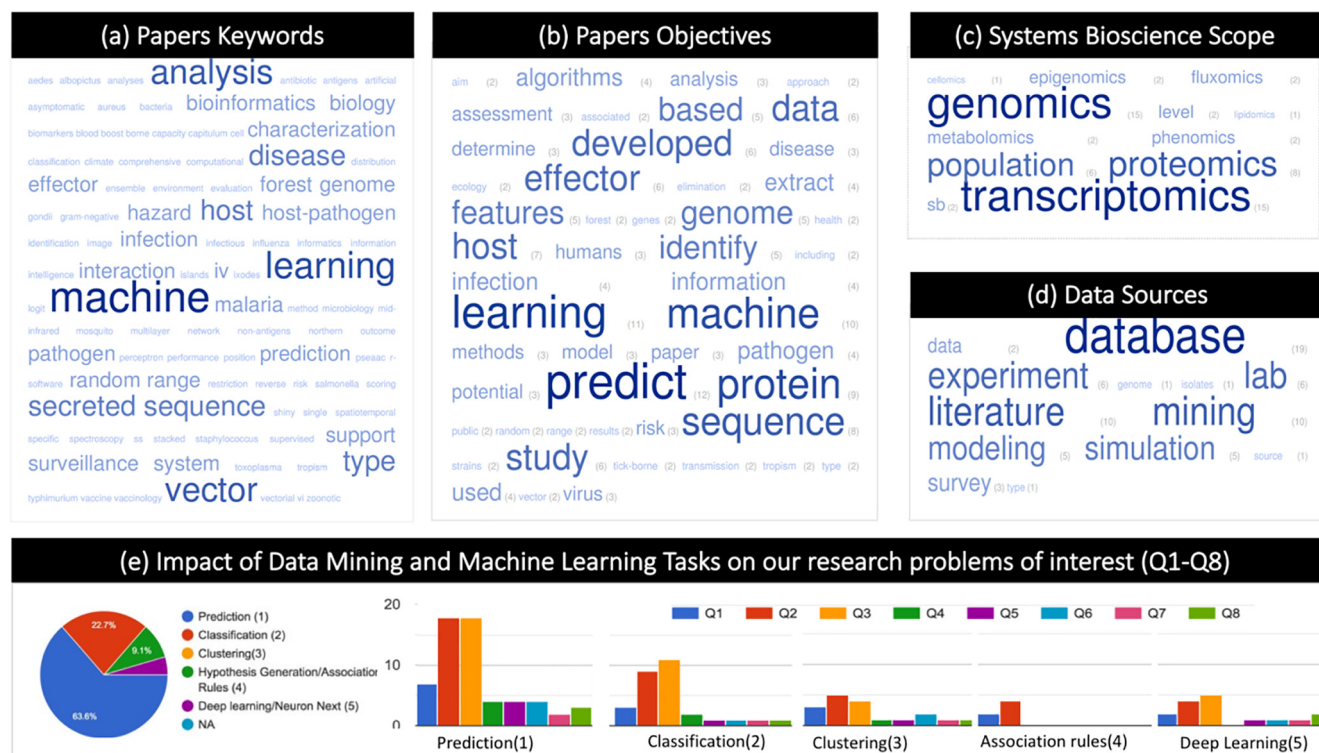 (a) Papers Keywords
aedes albopictus analyses analysis antibiotic antigens artificial
asymptomatic aureus bacteria bioinformatics biology
biomarkers blood boost borne capacity capitulum cell characterization
classification climate comprehensive computational disease distribution
effector ensemble environment evaluation forest genome
gondii gram-negative hazard host host-pathogen
identification image infection infectious influenza informatics information
intelligence interaction islands iv ixodes learning
logit machine malaria method microbiology mid-
infrared mosquito multilayer network non-antigens northern outcome
pathogen perceptron performance position prediction pseaac r-
software random range restriction reverse risk salmonella scoring
secreted sequence shiny single spatiotemporal
specific spectroscopy ss stacked staphylococcus supervised support
surveillance system toxoplasma tropism type
typhimurium vaccine vaccinology vector vectorial vi zoonotic
(b) Papers Objectives
aim (2) algorithms (4) analysis (3) approach (2)
assessment (3) associated (2) based (5) data (6)
determine (3) developed (6) disease (3)
ecology (2) effector (6) elimination (2) extract (4)
features (5) forest (2) genes (2) genome (5) health (2)
host (7) humans (3) identify (5) including (2)
infection (4) information (4)
learning (11) machine (10)
methods (3) model (3) paper (3) pathogen (4)
potential (3) predict (12) protein (9)
public (2) random (2) range (2) results (2) risk (3) sequence (8)
strains (2) study (6) tick-borne (2) transmission (2) tropism (2) type (2)
used (4) vector (2) virus (3)
(c) Systems Bioscience Scope
cellomics (1) epigenomics (2) fluxomics (2)
genomics (15) level (2) lipidomics (1)
metabolomics (2) phenomics (2)
population (6) proteomics (8)
sb (2) transcriptomics (15)
(d) Data Sources
data (2) database (19)
experiment (6) genome (1) isolates (1) lab (6)
literature (10) mining (10)
modeling (5) simulation (5) source (1)
survey (3) type (1)
(e) Impact of Data Mining and Machine Learning Tasks on our research problems of interest (Q1-Q8)
22.7%
9.1%
63.6%
Prediction (1)
Classification (2)
Clustering(3)
Hypothesis Generation/Association
Rules (4)
Deep learning/Neuron Next (5)
NA
20
10
0
Q1 Q2 Q3 Q4 Q5 Q6 Q7 Q8
Prediction(1) Classification(2) Clustering(3) Association rules(4) Deep Learning(5)